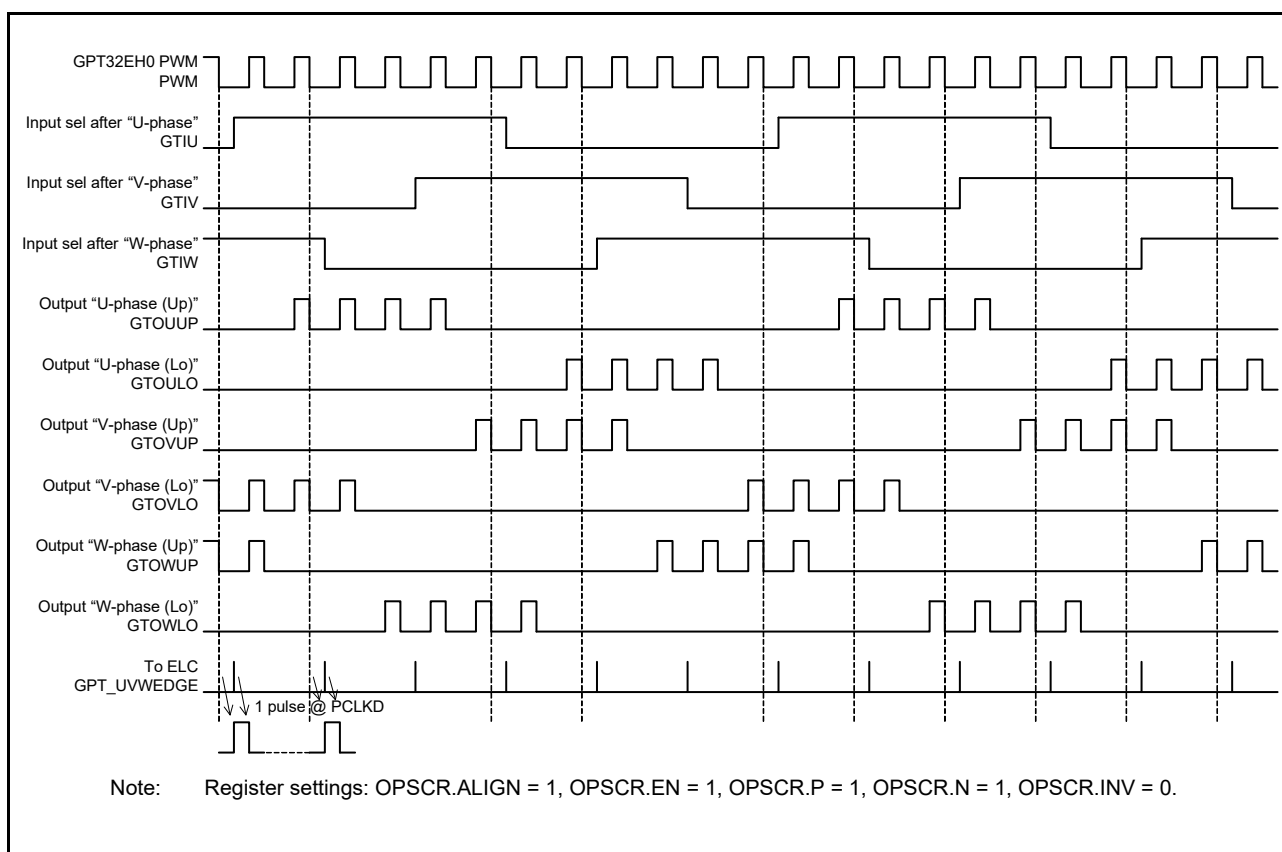 GPT32EH0 PWM
PWM
Input sel after “U-phase”
GTIU
Input sel after “V-phase”
GTIV
Input sel after “W-phase”
GTIW
Output “U-phase (Up)”
GTOUUP
Output “U-phase (Lo)”
GTOULO
Output “V-phase (Up)”
GTOVUP
Output “V-phase (Lo)”
GTOVLO
Output “W-phase (Up)”
GTOWUP
Output “W-phase (Lo)”
GTOWLO
To ELC
GPT_UVWEDGE
1 pulse @ PCLKD
Note: Register settings: OPSCR.ALIGN = 1, OPSCR.EN = 1, OPSCR.P = 1, OPSCR.N = 1, OPSCR.INV = 0.